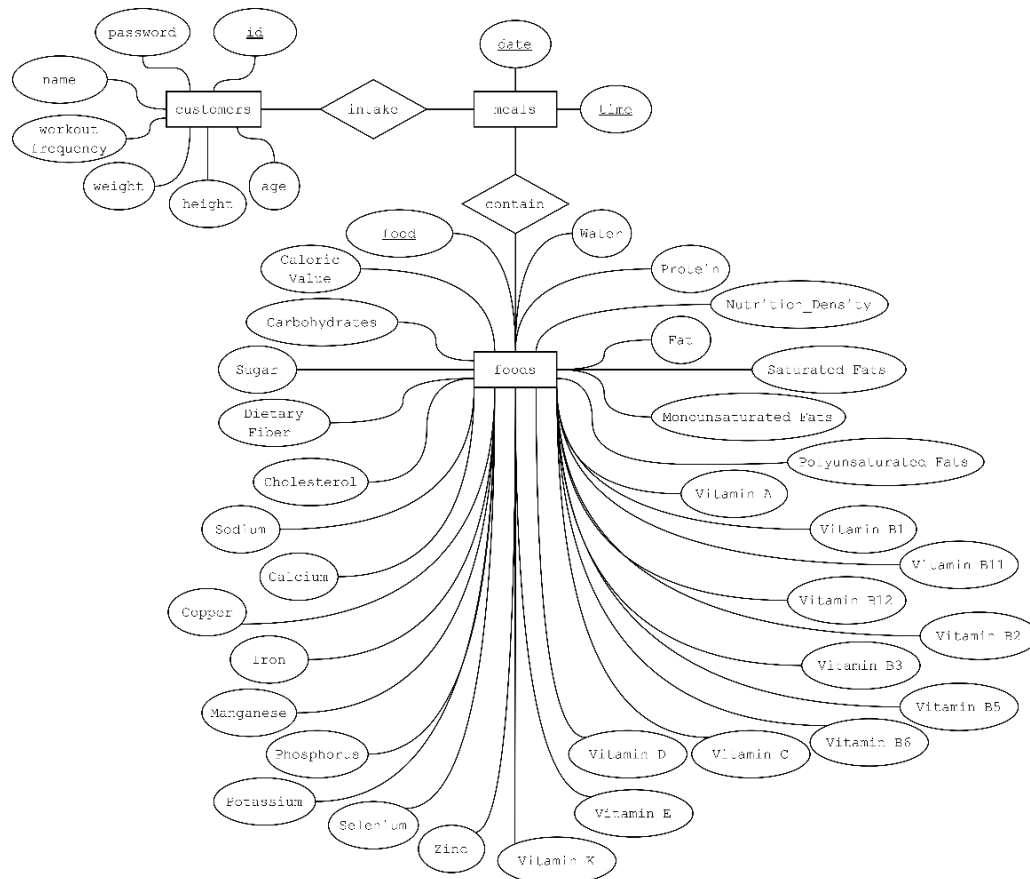 password
id
date
name
customers
intake
meals
time
workout
frequency
weight
height
age
contain
food
Water
Caloric
Value
Protein
Nutrition_Density
Carbohydrates
Fat
Sugar
foods
Saturated Fats
Dietary
Fiber
Monounsaturated Fats
Polyunsaturated Fats
Cholesterol
Vitamin A
Sodium
Vitamin B1
Vitamin B11
Calcium
Vitamin B12
Copper
Vitamin B2
Iron
Vitamin B3
Vitamin B5
Manganese
Vitamin B6
Phosphorus
Vitamin D
Vitamin C
Potassium
Selenium
Vitamin E
Zinc
Vitamin K